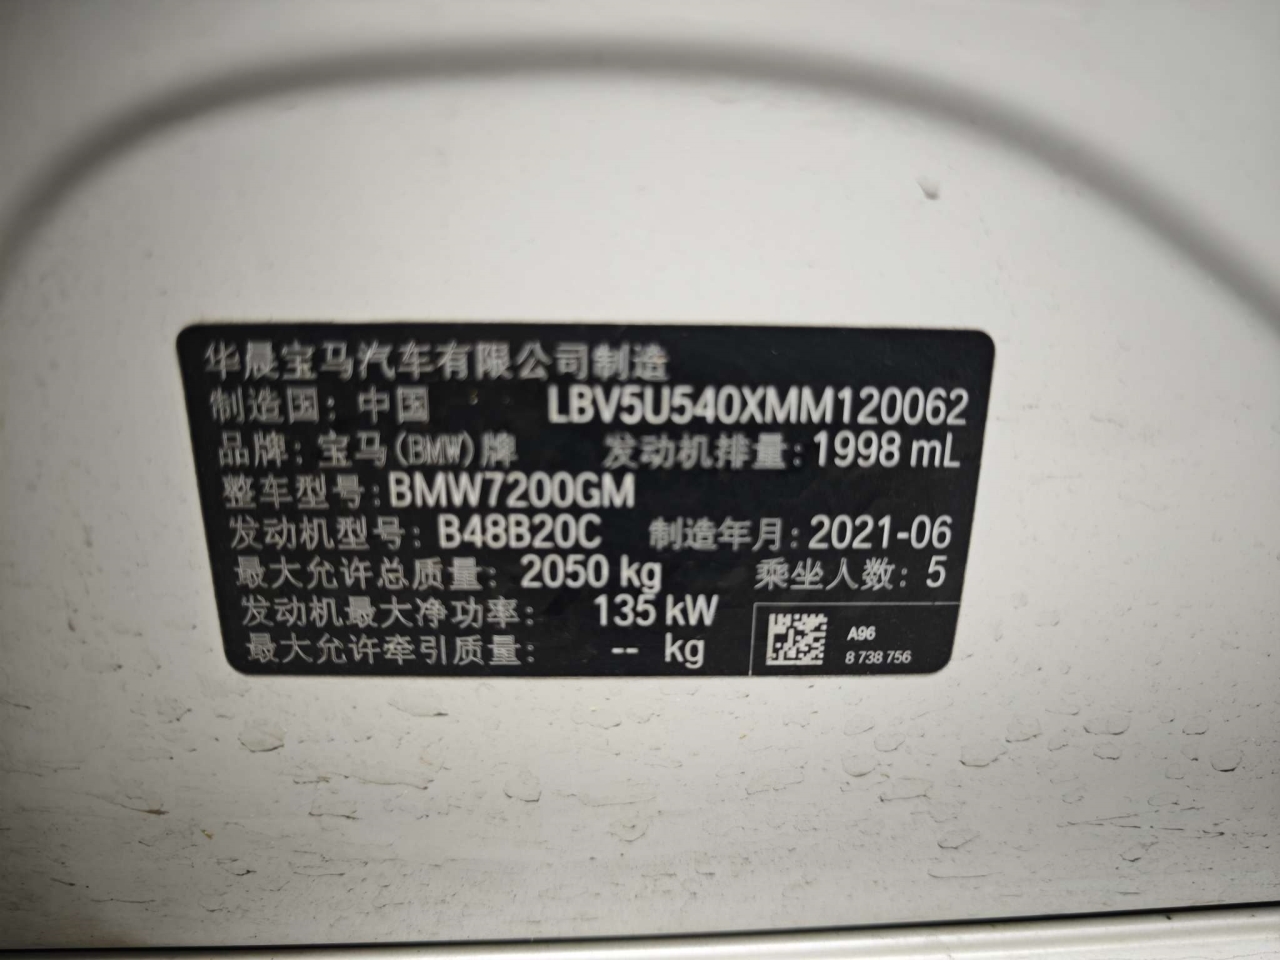 华晨宝马汽车有限公司制造
制造国：中国 LBV5U540XMM120062
品牌：宝马(BMW)牌 发动机排量：1998 mL
整车型号：BMW7200GM
发动机型号：B48B20C 制造年月：2021-06
最大允许总质量：2050 kg 乘坐人数：5
发动机最大净功率：135 kW
最大允许牵引质量：-- kg
A96
8 738 756